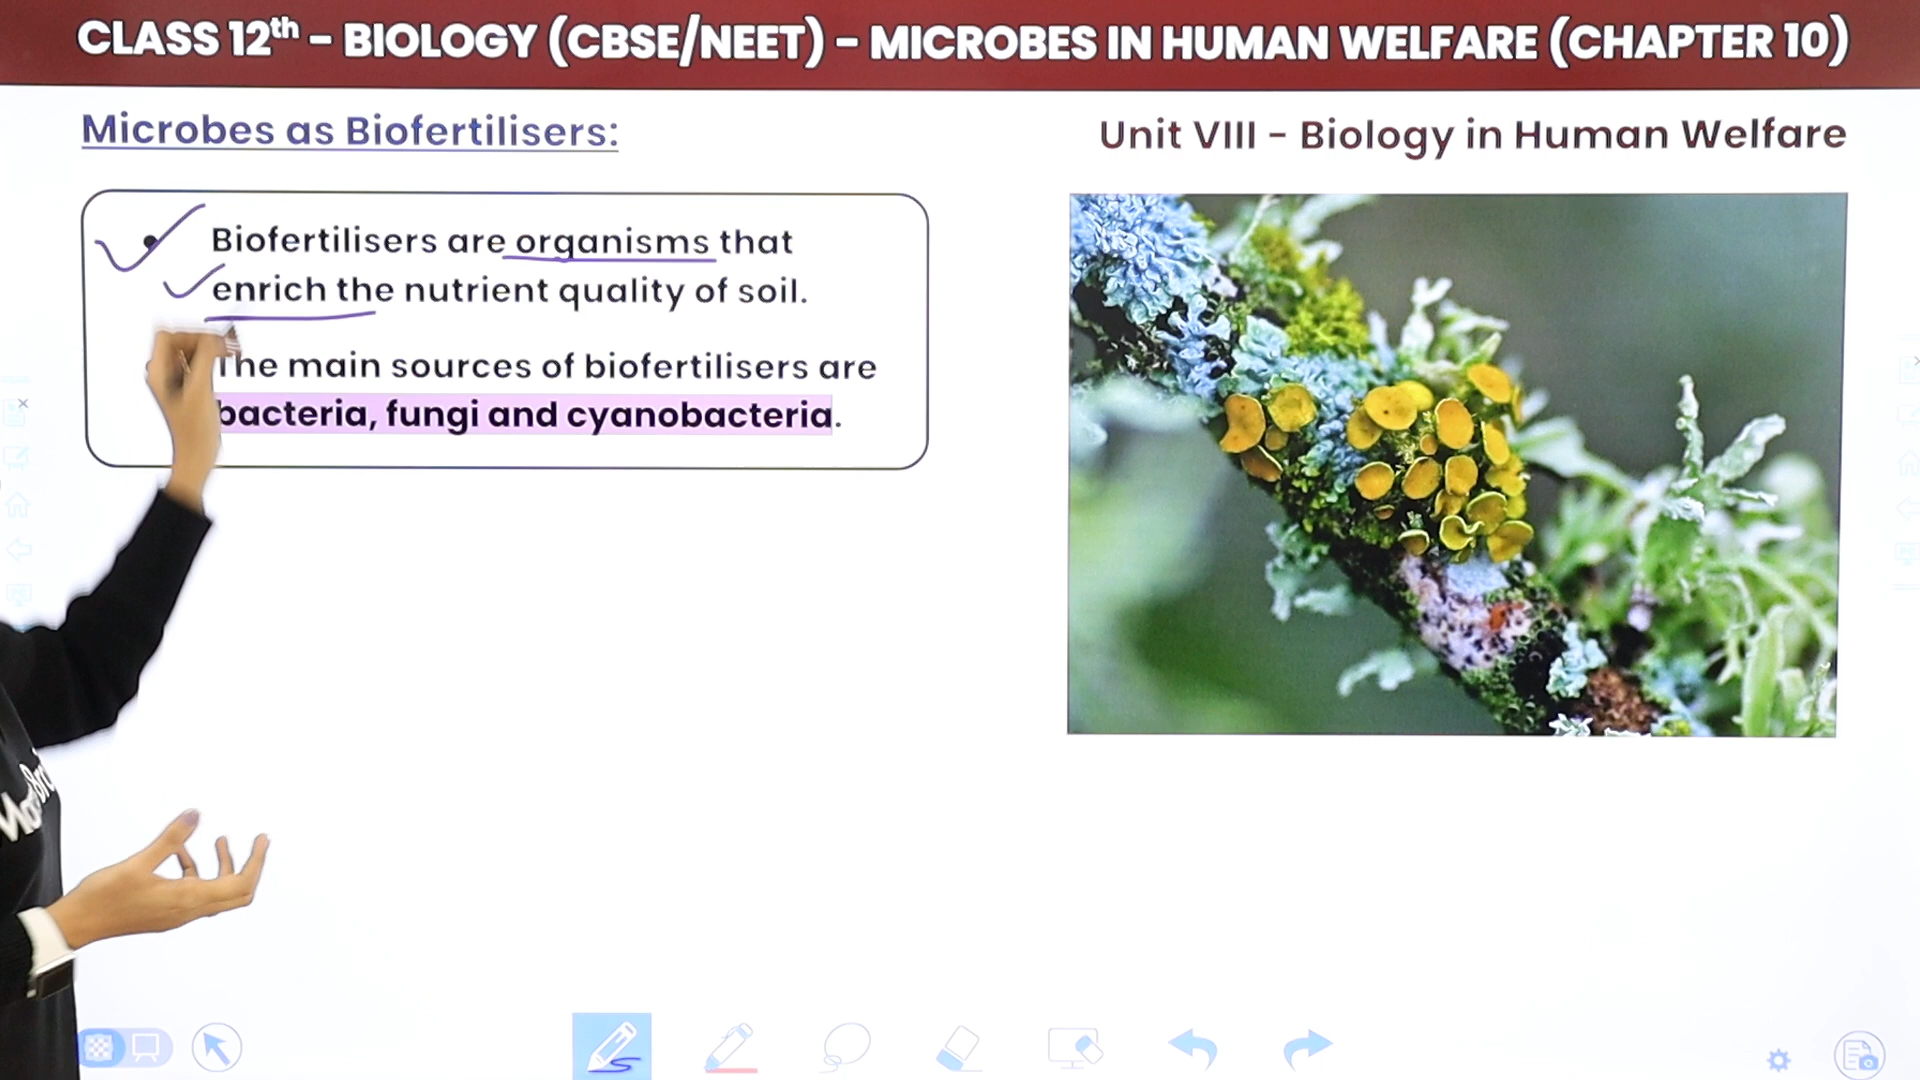 CLASS 12th – BIOLOGY (CBSE/NEET) – MICROBES IN HUMAN WELFARE (CHAPTER 10)
Microbes as Biofertilisers:
Unit VIII – Biology in Human Welfare
• Biofertilisers are organisms that
enrich the nutrient quality of soil.
The main sources of biofertilisers are
bacteria, fungi and cyanobacteria.